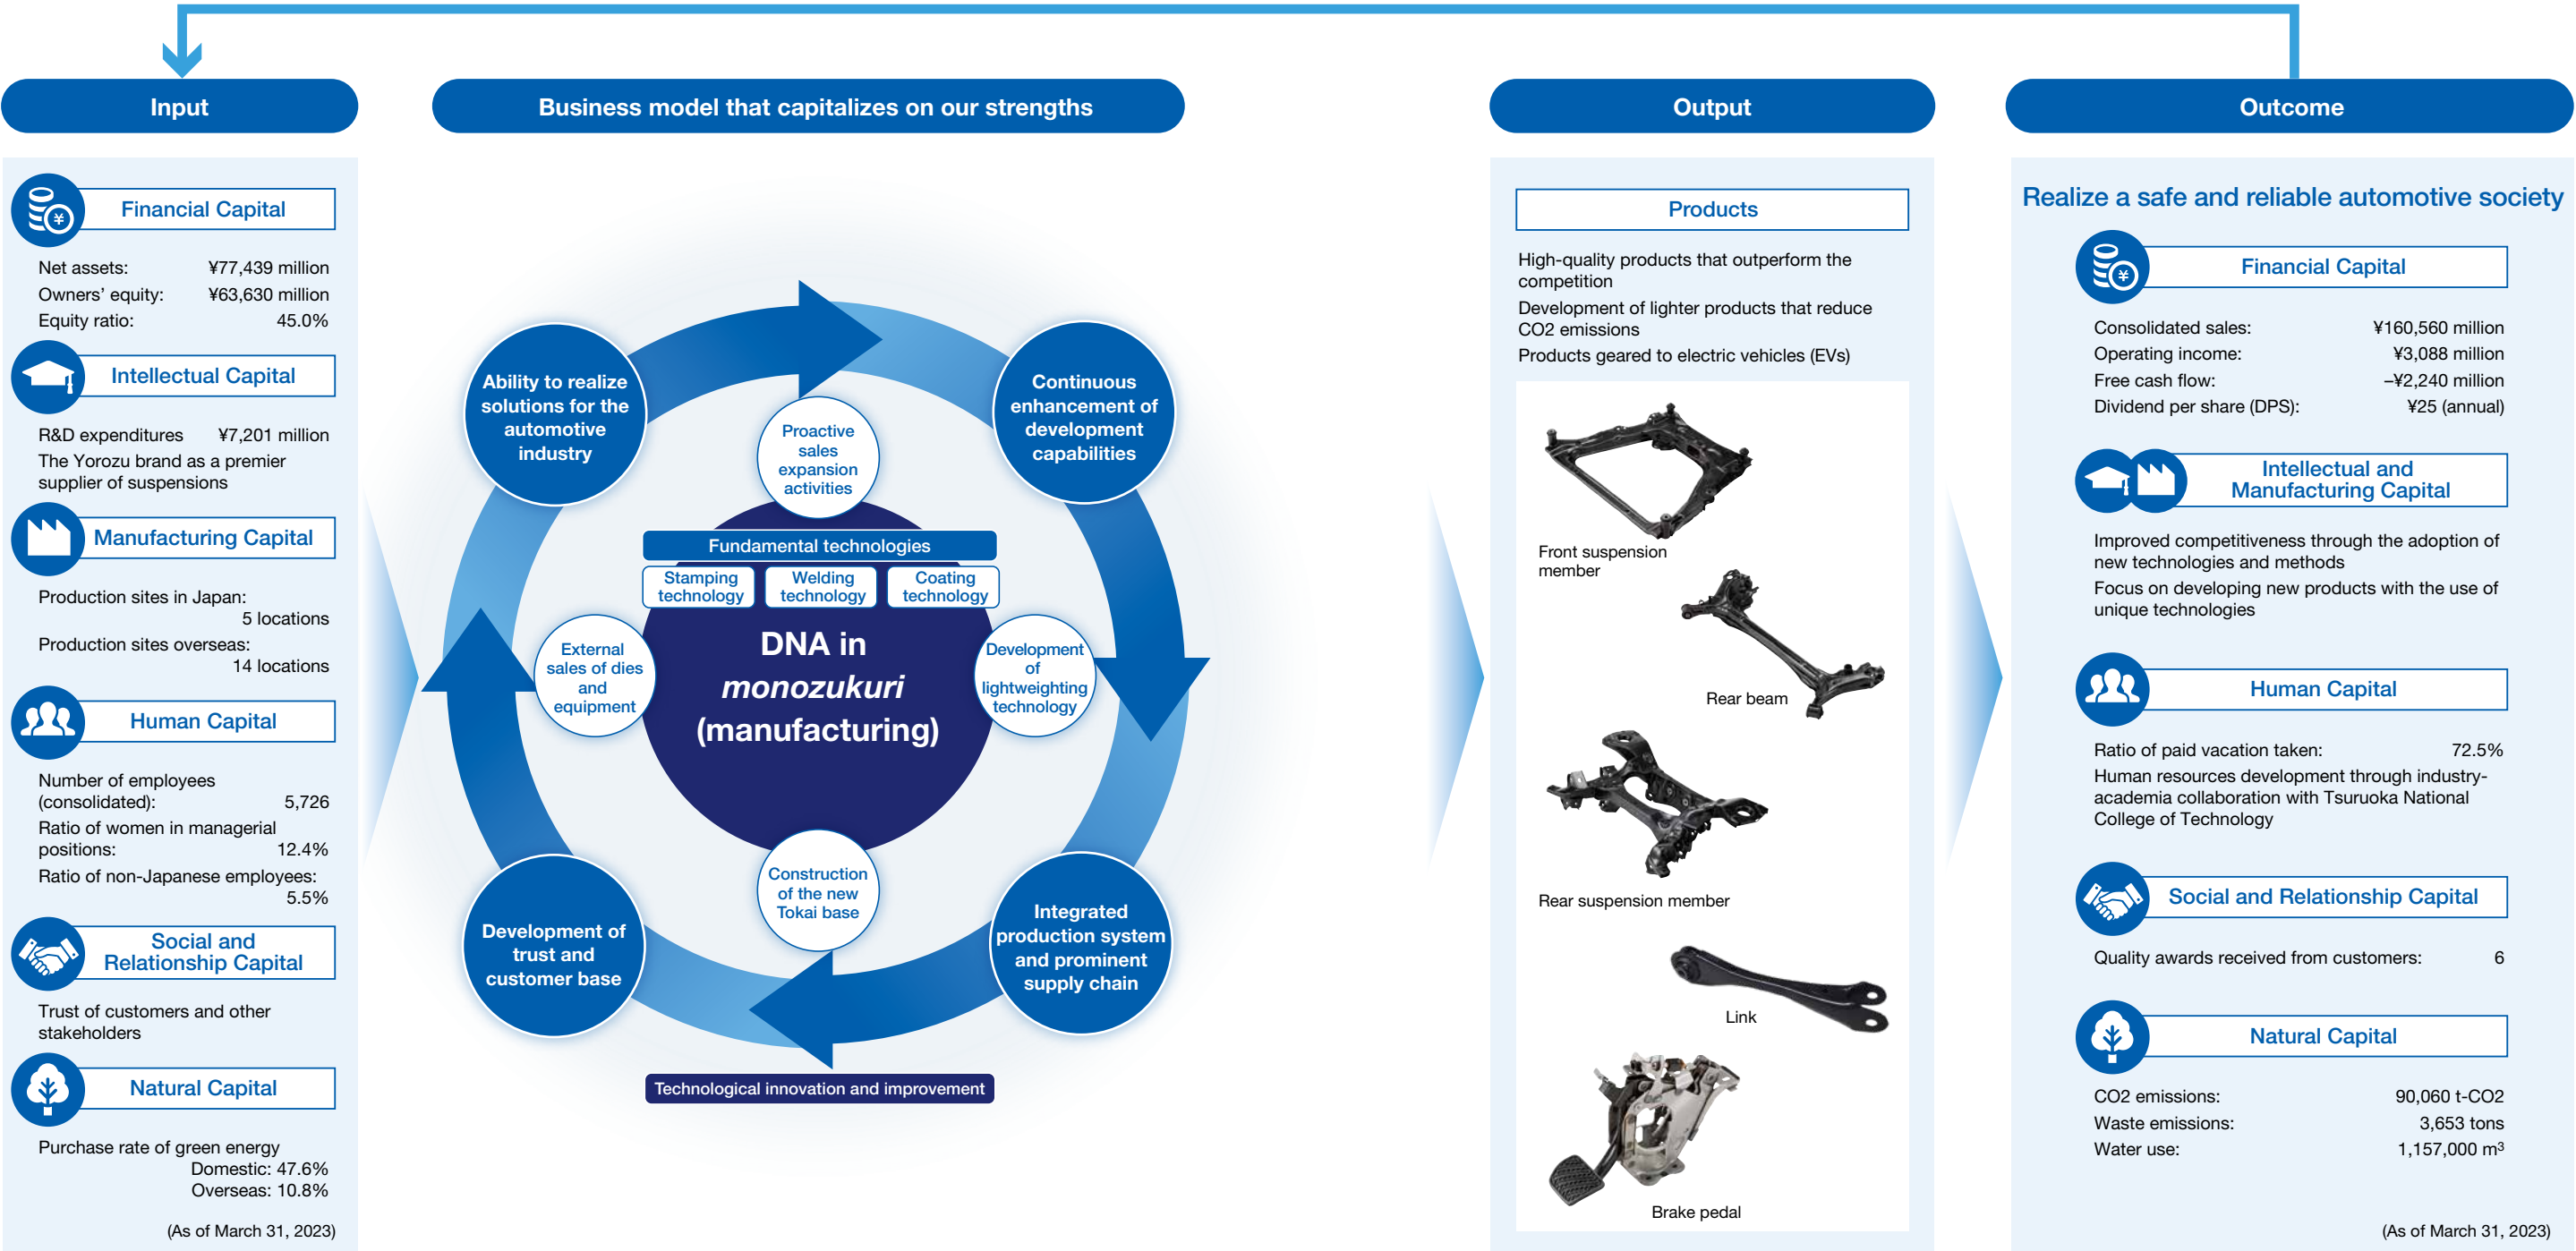 Input
Business model that capitalizes on our strengths
Output
Outcome
Financial Capital
Net assets: ¥77,439 million
Owners’ equity: ¥63,630 million
Equity ratio: 45.0%
Intellectual Capital
R&D expenditures ¥7,201 million
The Yorozu brand as a premier
supplier of suspensions
Manufacturing Capital
Production sites in Japan:
5 locations
Production sites overseas:
14 locations
Human Capital
Number of employees
(consolidated): 5,726
Ratio of women in managerial
positions: 12.4%
Ratio of non-Japanese employees:
5.5%
Social and
Relationship Capital
Trust of customers and other
stakeholders
Natural Capital
Purchase rate of green energy
Domestic: 47.6%
Overseas: 10.8%
(As of March 31, 2023)
Ability to realize
solutions for the
automotive
industry
Continuous
enhancement of
development
capabilities
Proactive
sales
expansion
activities
Fundamental technologies
Stamping
technology
Welding
technology
Coating
technology
External
sales of dies
and
equipment
DNA in
monozukuri
(manufacturing)
Development
of
lightweighting
technology
Construction
of the new
Tokai base
Development of
trust and
customer base
Integrated
production system
and prominent
supply chain
Technological innovation and improvement
Products
High-quality products that outperform the
competition
Development of lighter products that reduce
CO2 emissions
Products geared to electric vehicles (EVs)
Front suspension
member
Rear beam
Rear suspension member
Link
Brake pedal
Realize a safe and reliable automotive society
Financial Capital
Consolidated sales: ¥160,560 million
Operating income: ¥3,088 million
Free cash flow: –¥2,240 million
Dividend per share (DPS): ¥25 (annual)
Intellectual and
Manufacturing Capital
Improved competitiveness through the adoption of
new technologies and methods
Focus on developing new products with the use of
unique technologies
Human Capital
Ratio of paid vacation taken: 72.5%
Human resources development through industry-
academia collaboration with Tsuruoka National
College of Technology
Social and Relationship Capital
Quality awards received from customers: 6
Natural Capital
CO2 emissions: 90,060 t-CO2
Waste emissions: 3,653 tons
Water use: 1,157,000 m³
(As of March 31, 2023)